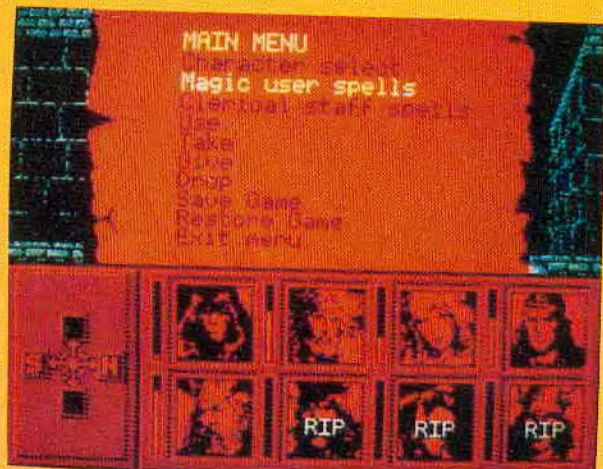 MAIN MENU
Character select
Magic user spells
Clerical staff spells
Use
Take
Give
Drop
Save Game
Restore Game
Exit menu
S N
RIP RIP RIP